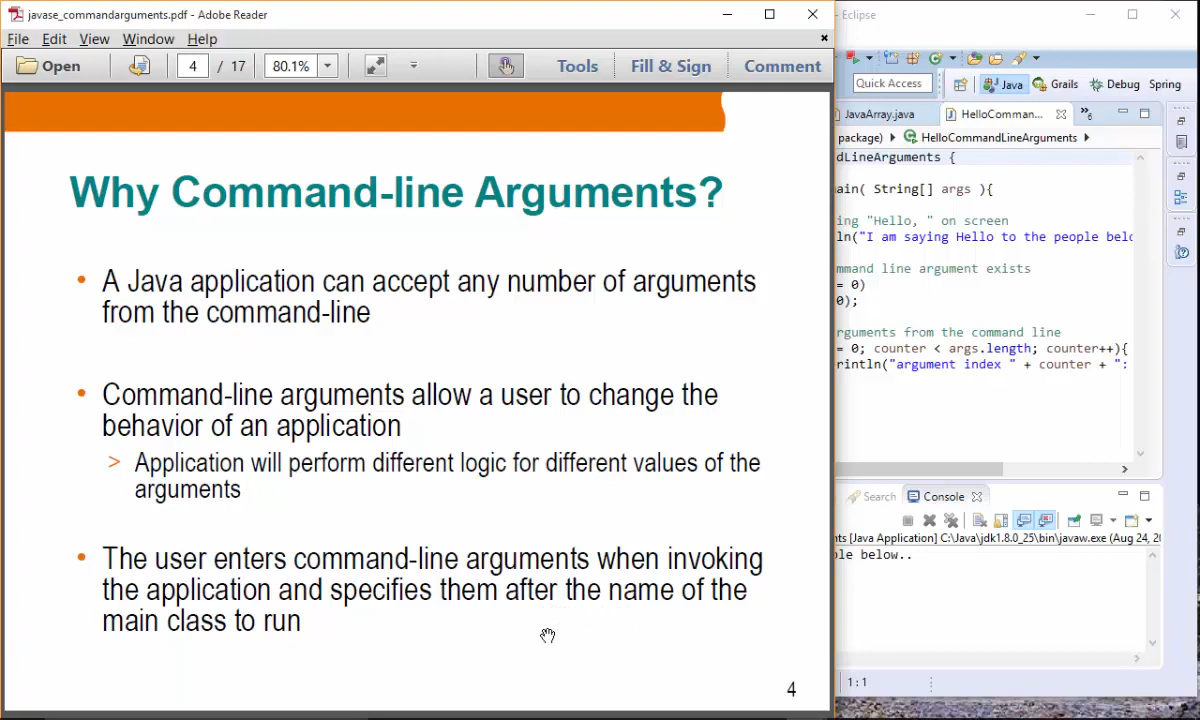 javase_commandarguments.pdf - Adobe Reader
File Edit View Window Help
Open 4 / 17 80.1% Tools Fill & Sign Comment
Why Command-line Arguments?
• A Java application can accept any number of arguments
from the command-line
• Command-line arguments allow a user to change the
behavior of an application
> Application will perform different logic for different values of the
arguments
• The user enters command-line arguments when invoking
the application and specifies them after the name of the
main class to run
4
- Eclipse
Quick Access Java Grails Debug Spring
JavaArray.java HelloComman... »6
package) HelloCommandLineArguments
dLineArguments {
ain( String[] args ){
ing "Hello, " on screen
ln("I am saying Hello to the people belo
mmand line argument exists
= 0)
0);
rguments from the command line
= 0; counter < args.length; counter++){
rintln("argument index " + counter + ":
Search Console
ts [Java Application] C:\Java\jdk1.8.0_25\bin\javaw.exe (Aug 24, 20
ple below..
1:1